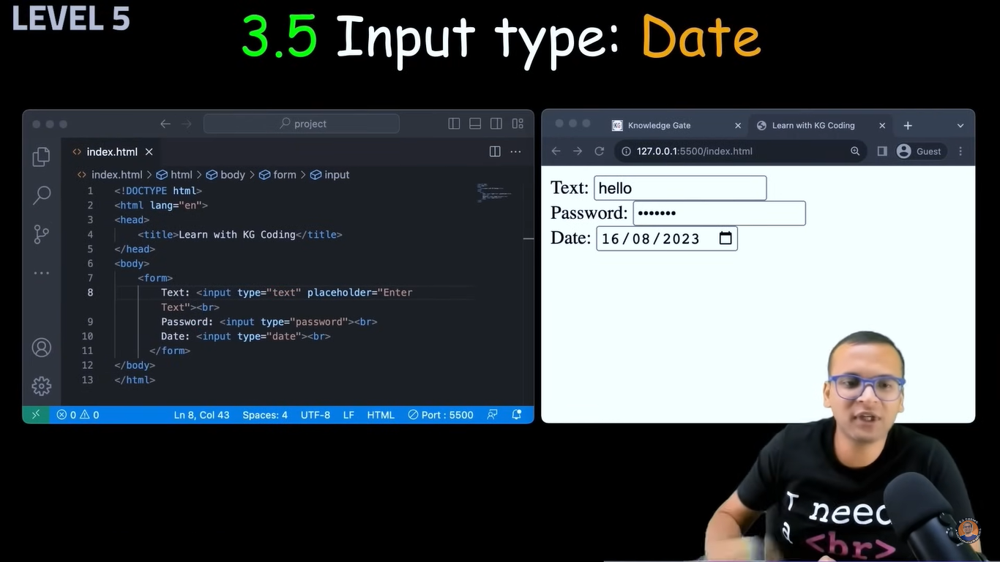 LEVEL 5
3.5 Input type: Date
project
index.html
index.html > html > body > form > input
1 <!DOCTYPE html>
2 <html lang="en">
3 <head>
4 <title>Learn with KG Coding</title>
5 </head>
6 <body>
7 <form>
8 Text: <input type="text" placeholder="Enter
Text"><br>
9 Password: <input type="password"><br>
10 Date: <input type="date"><br>
11 </form>
12 </body>
13 </html>
0 0 Ln 8, Col 43 Spaces: 4 UTF-8 LF HTML Port : 5500
KG Knowledge Gate Learn with KG Coding
127.0.0.1:5500/index.html Guest
Text: hello
Password: •••••••
Date: 16/08/2023
I need
a
<br>